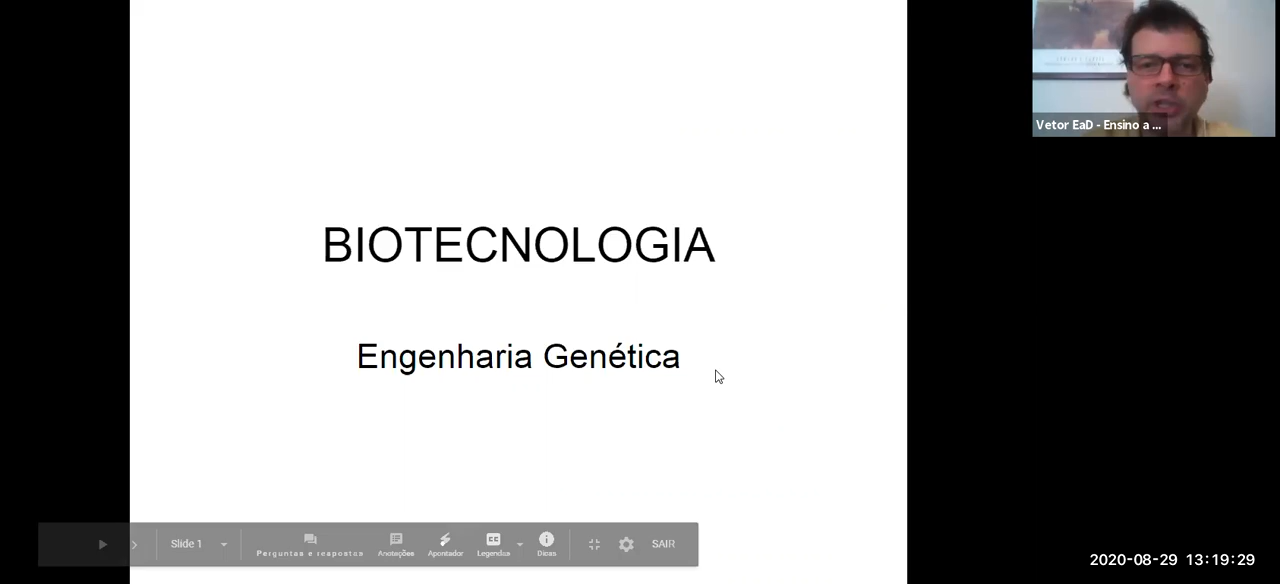 Vetor EaD - Ensino a ...
BIOTECNOLOGIA
Engenharia Genética
Slide 1
Perguntas e respostas
Anotações
Apontador
Legendas
Dicas
SAIR
2020-08-29 13:19:29